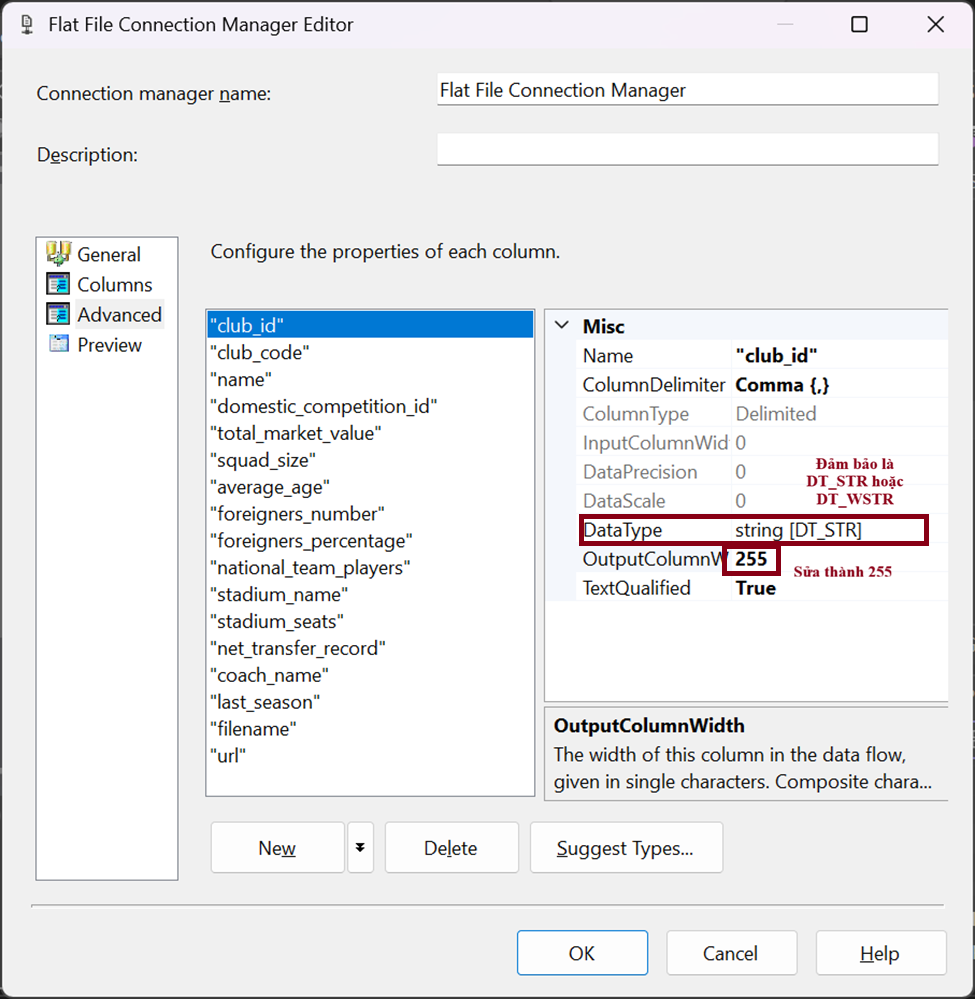 Flat File Connection Manager Editor
Connection manager name:
Flat File Connection Manager
Description:
General
Columns
Advanced
Preview
Configure the properties of each column.
"club_id"
"club_code"
"name"
"domestic_competition_id"
"total_market_value"
"squad_size"
"average_age"
"foreigners_number"
"foreigners_percentage"
"national_team_players"
"stadium_name"
"stadium_seats"
"net_transfer_record"
"coach_name"
"last_season"
"filename"
"url"
Misc
Name "club_id"
ColumnDelimiter Comma {,}
ColumnType Delimited
InputColumnWid 0
DataPrecision 0
DataScale 0
Đảm bảo là
DT_STR hoặc
DT_WSTR
DataType string [DT_STR]
OutputColumnW 255
Sửa thành 255
TextQualified True
OutputColumnWidth
The width of this column in the data flow,
given in single characters. Composite chara...
New
Delete
Suggest Types...
OK
Cancel
Help